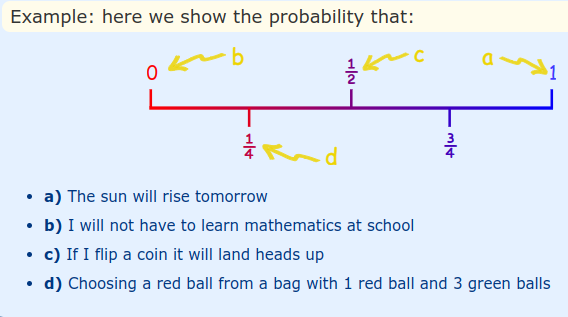 Example: here we show the probability that:
0 b 1/2 c a 1
1/4 d 3/4
a) The sun will rise tomorrow
b) I will not have to learn mathematics at school
c) If I flip a coin it will land heads up
d) Choosing a red ball from a bag with 1 red ball and 3 green balls